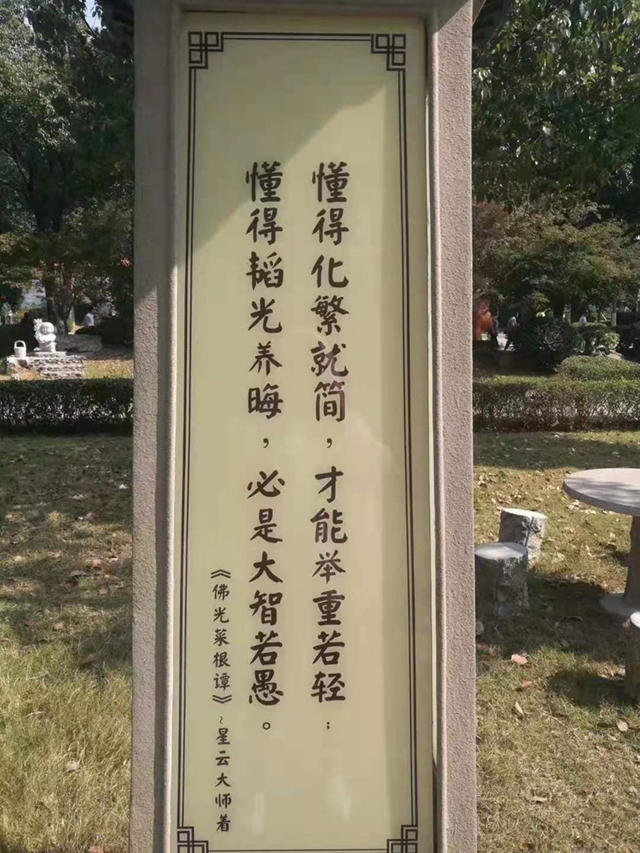 懂得化繁就简，才能举重若轻；
懂得韬光养晦，必是大智若愚。
《佛光菜根谭》~星云大师着